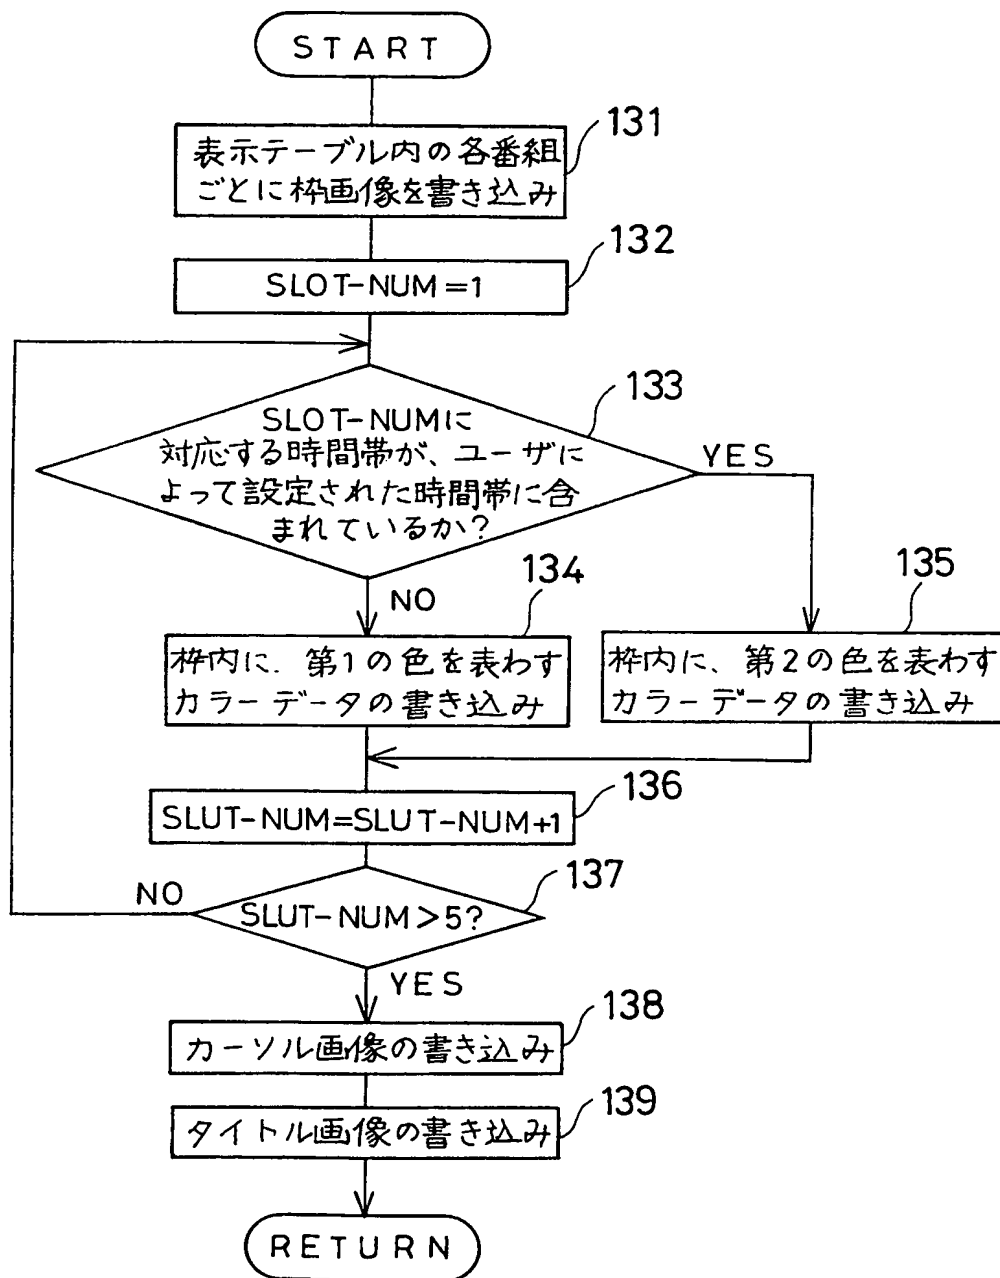 START
131
表示テーブル内の各番組
ごとに枠画像を書き込み
132
SLOT-NUM=1
133
SLOT-NUMに
対応する時間帯が、ユーザに
よって設定された時間帯に含
まれているか?
YES
NO
134
枠内に、第1の色を表わす
カラーデータの書き込み
135
枠内に、第2の色を表わす
カラーデータの書き込み
136
SLUT-NUM=SLUT-NUM+1
137
NO
SLUT-NUM>5?
YES
138
カーソル画像の書き込み
139
タイトル画像の書き込み
RETURN